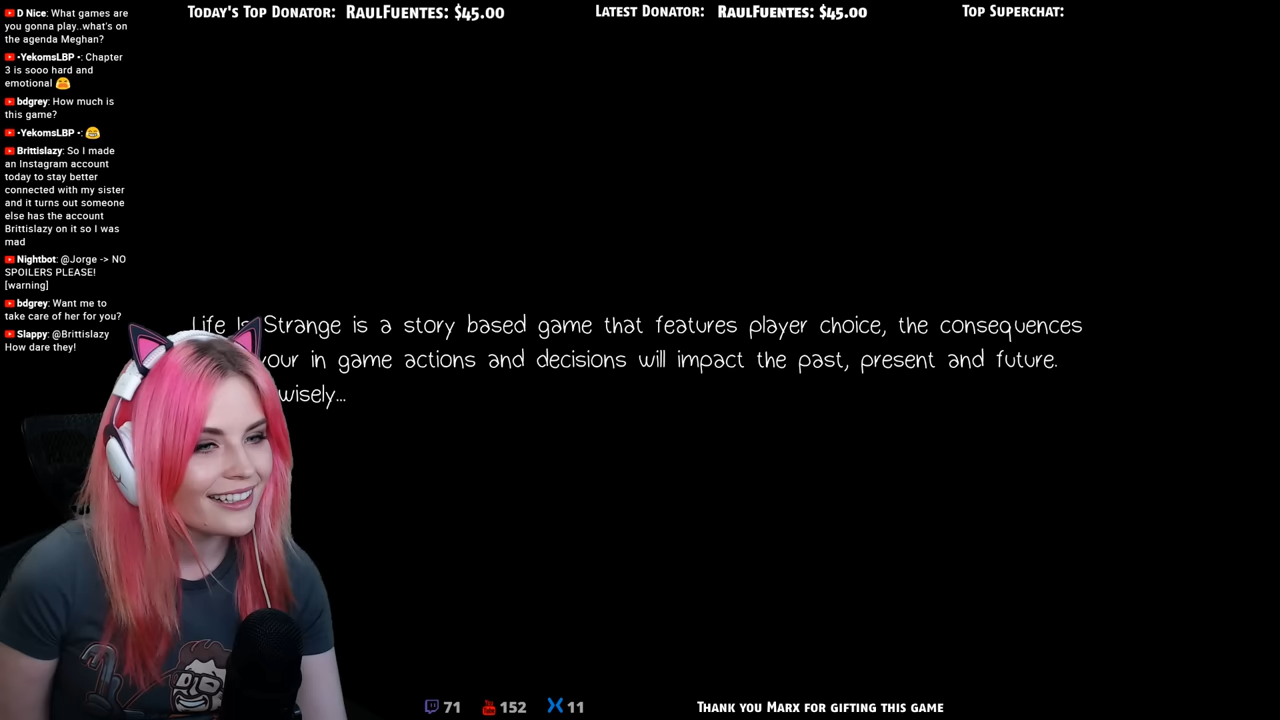 Today's Top Donator: RaulFuentes: $45.00
Latest Donator: RaulFuentes: $45.00
Top Superchat:
D Nice: What games are
you gonna play..what's on
the agenda Meghan?
•YekomsLBP •: Chapter
3 is sooo hard and
emotional 😫
bdgrey: How much is
this game?
•YekomsLBP •: 😂
Brittislazy: So I made
an Instagram account
today to stay better
connected with my sister
and it turns out someone
else has the account
Brittislazy on it so I was
mad
Nightbot: @Jorge -> NO
SPOILERS PLEASE!
[warning]
bdgrey: Want me to
take care of her for you?
Slappy: @Brittislazy
How dare they!
Life Is Strange is a story based game that features player choice, the consequences
your in game actions and decisions will impact the past, present and future.
wisely...
71
152
11
Thank you Marx for gifting this game